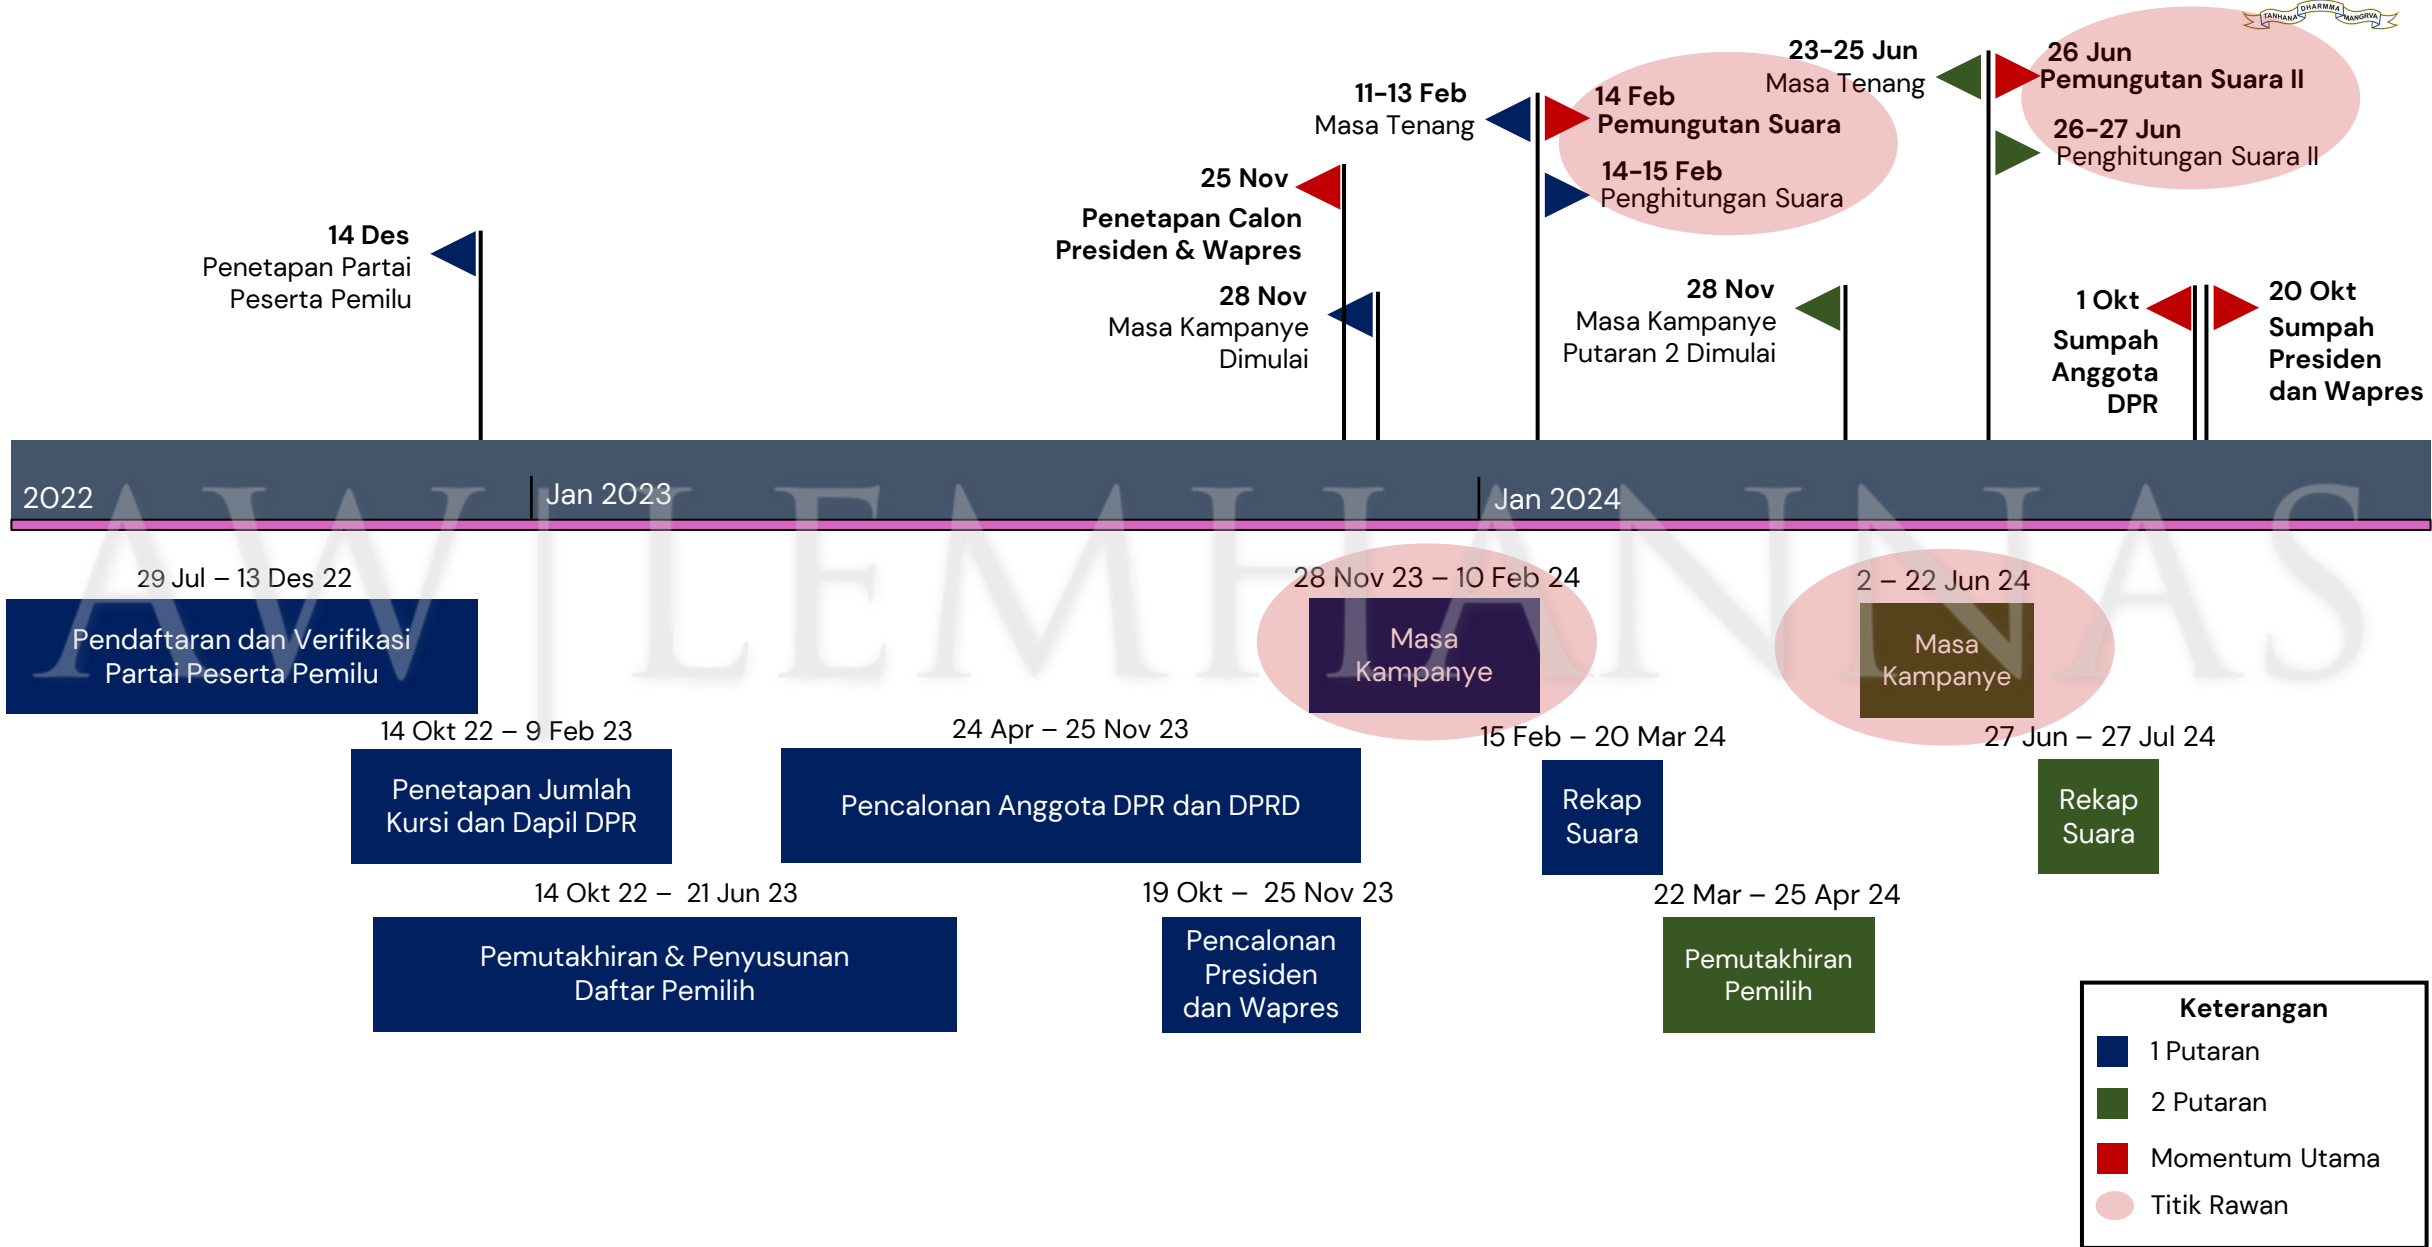 TANHANA DHARMMA MANGRVA
23-25 Jun
Masa Tenang
26 Jun
Pemungutan Suara II
26-27 Jun
Penghitungan Suara II
11-13 Feb
Masa Tenang
14 Feb
Pemungutan Suara
14-15 Feb
Penghitungan Suara
25 Nov
Penetapan Calon
Presiden & Wapres
14 Des
Penetapan Partai
Peserta Pemilu
28 Nov
Masa Kampanye
Dimulai
28 Nov
Masa Kampanye
Putaran 2 Dimulai
1 Okt
Sumpah
Anggota
DPR
20 Okt
Sumpah
Presiden
dan Wapres
2022
Jan 2023
Jan 2024
AW|LEMHANNAS
29 Jul – 13 Des 22
Pendaftaran dan Verifikasi
Partai Peserta Pemilu
28 Nov 23 – 10 Feb 24
Masa
Kampanye
2 – 22 Jun 24
Masa
Kampanye
14 Okt 22 – 9 Feb 23
Penetapan Jumlah
Kursi dan Dapil DPR
24 Apr – 25 Nov 23
Pencalonan Anggota DPR dan DPRD
15 Feb – 20 Mar 24
Rekap
Suara
27 Jun – 27 Jul 24
Rekap
Suara
14 Okt 22 – 21 Jun 23
Pemutakhiran & Penyusunan
Daftar Pemilih
19 Okt – 25 Nov 23
Pencalonan
Presiden
dan Wapres
22 Mar – 25 Apr 24
Pemutakhiran
Pemilih
Keterangan
1 Putaran
2 Putaran
Momentum Utama
Titik Rawan